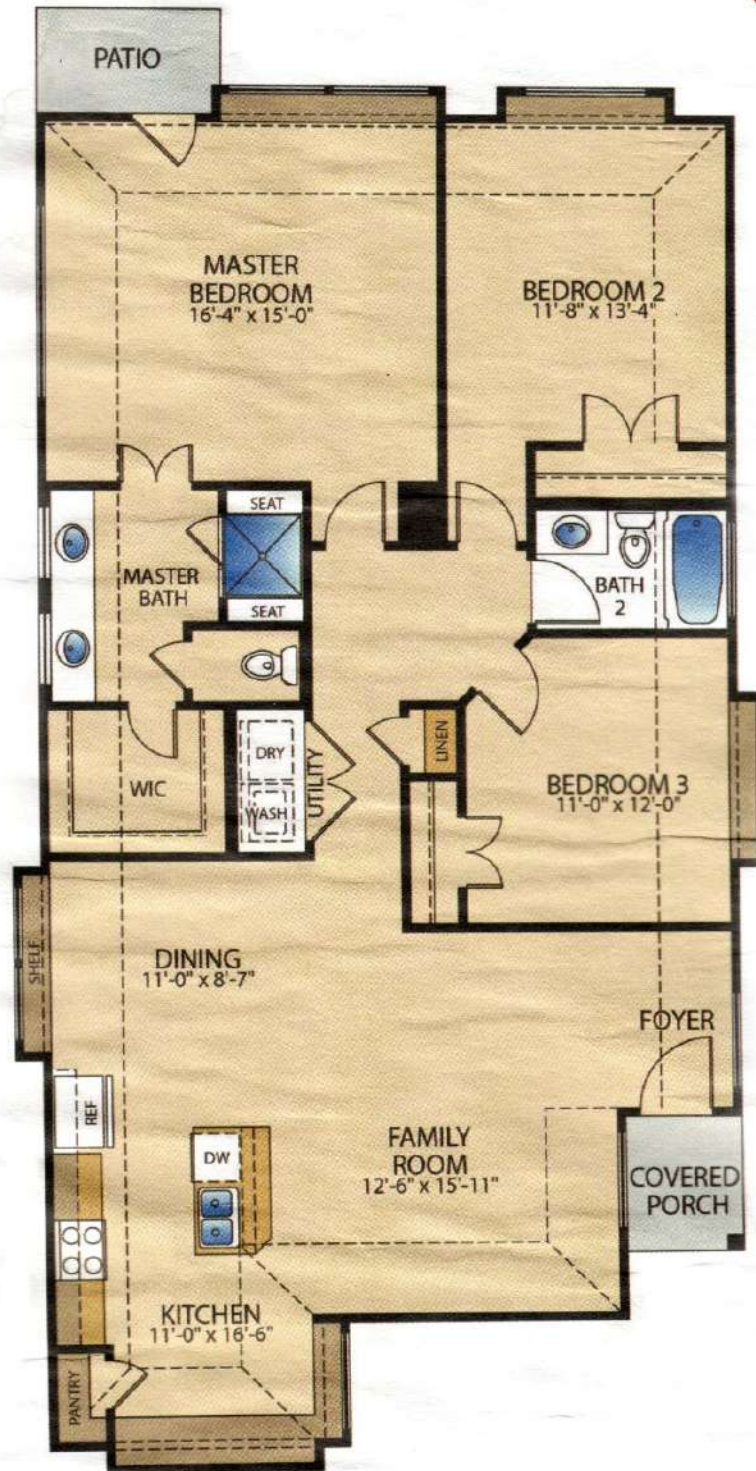 PATIO
MASTER
BEDROOM
16'-4" x 15'-0"
BEDROOM 2
11'-8" x 13'-4"
SEAT
MASTER
BATH
SEAT
BATH
2
DRY
WASH
UTILITY
LINEN
WIC
BEDROOM 3
11'-0" x 12'-0"
SHELF
DINING
11'-0" x 8'-7"
FOYER
REF
DW
FAMILY
ROOM
12'-6" x 15'-11"
COVERED
PORCH
KITCHEN
11'-0" x 16'-6"
PANTRY